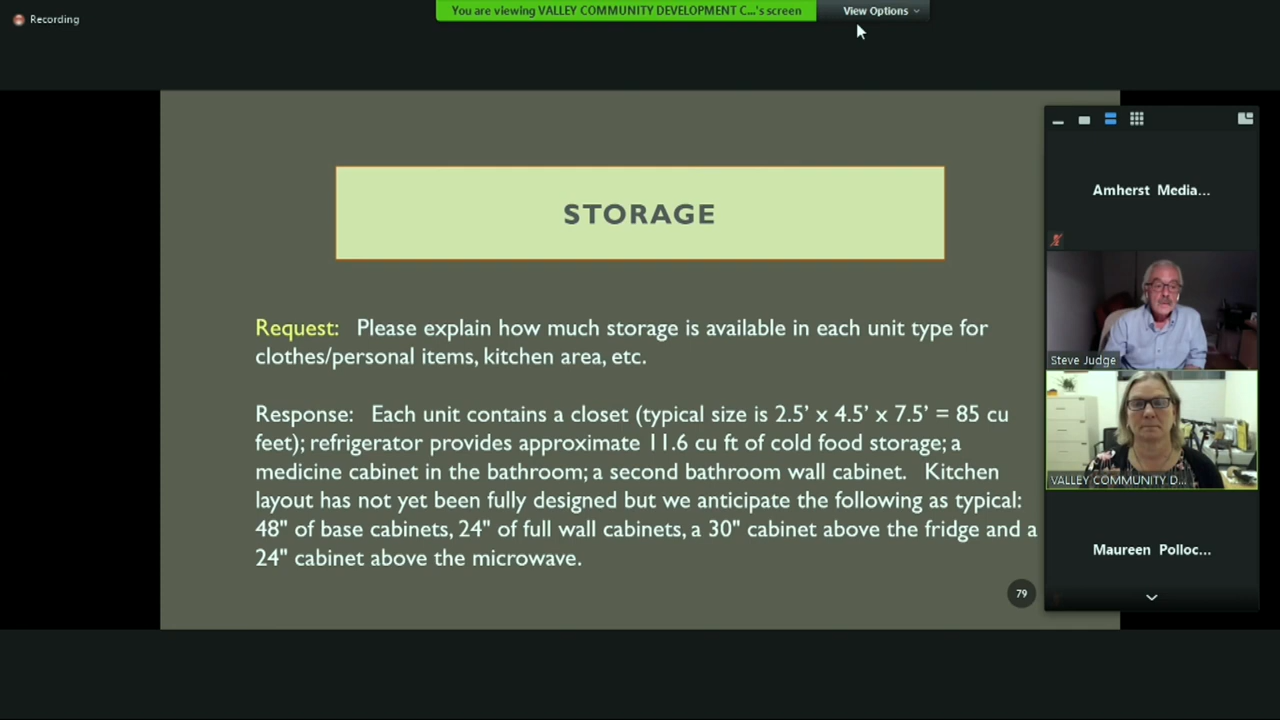 Recording
You are viewing VALLEY COMMUNITY DEVELOPMENT C...'s screen
View Options
STORAGE
Request: Please explain how much storage is available in each unit type for
clothes/personal items, kitchen area, etc.
Response: Each unit contains a closet (typical size is 2.5’ x 4.5’ x 7.5’ = 85 cu
feet); refrigerator provides approximate 11.6 cu ft of cold food storage; a
medicine cabinet in the bathroom; a second bathroom wall cabinet. Kitchen
layout has not yet been fully designed but we anticipate the following as typical:
48" of base cabinets, 24" of full wall cabinets, a 30" cabinet above the fridge and a
24" cabinet above the microwave.
79
Amherst Media...
Steve Judge
VALLEY COMMUNITY D...
Maureen Polloc...